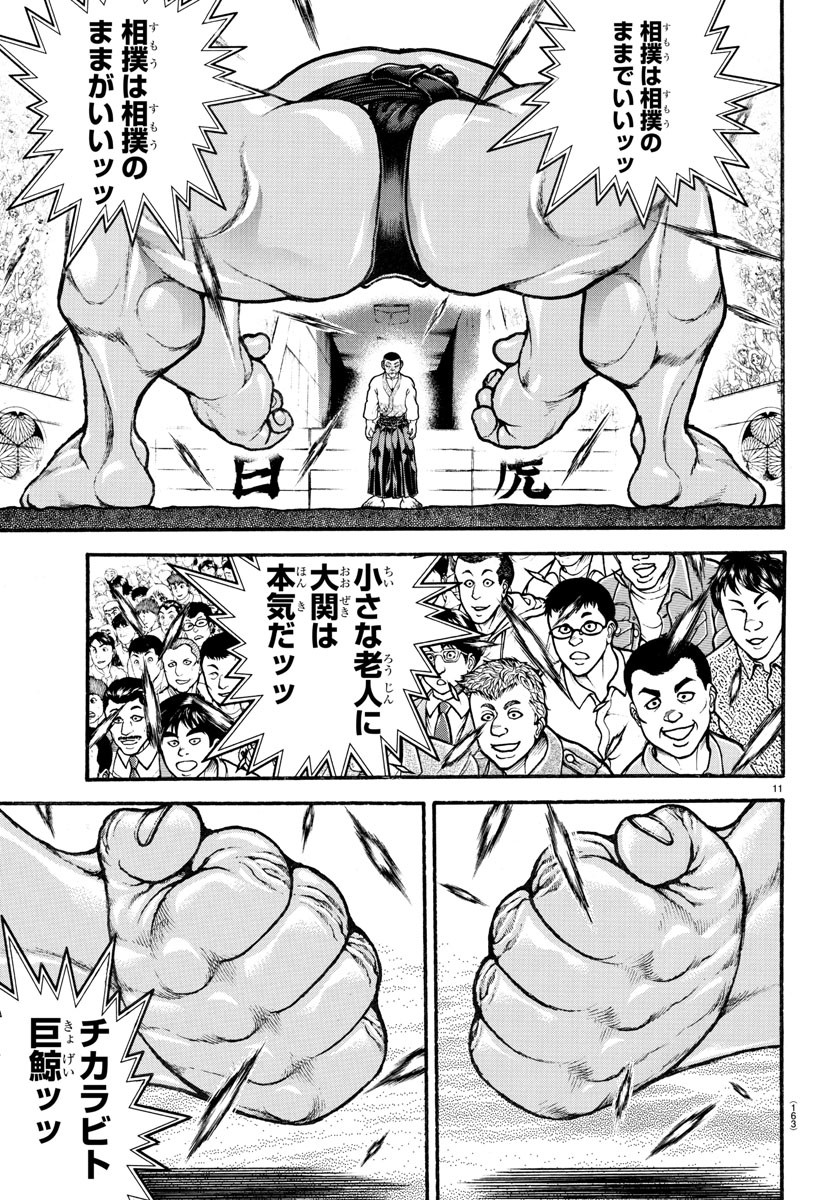 相撲は相撲の
ままでいいッッ
相撲は相撲の
ままがいいッッ
日
虎
小さな老人に
大関は
本気だッッ
11
チカラビト
巨鯨ッッ
(163)